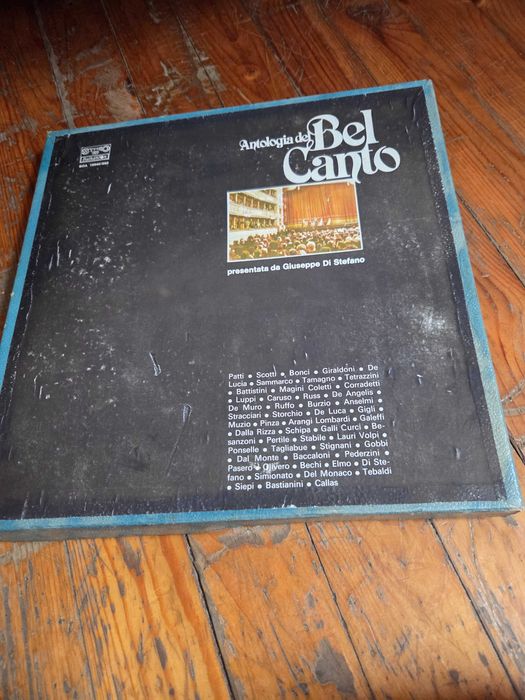 Antologia del Bel
Canto
presentata da Giuseppe Di Stefano
Patti • Scotti • Bonci • Giraldoni • De
Lucia • Sammarco • Tamagno • Tetrazzini
• Battistini • Magini Coletti • Corradetti
• Luppi • Caruso • Russ • De Angelis •
De Muro • Ruffo • Burzio • Anselmi •
Stracciari • Storchio • De Luca • Gigli •
Muzio • Pinza • Arangi Lombardi • Galeffi
• Dalla Rizza • Schipa • Galli Curci • Be-
sanzoni • Pertile • Stabile • Lauri Volpi •
Ponselle • Tagliabue • Stignani • Gobbi
• Dal Monte • Baccaloni • Pederzini •
Pasero • Olivero • Bechi • Elmo • Di Ste-
fano • Simionato • Del Monaco • Tebaldi
• Siepi • Bastianini • Callas